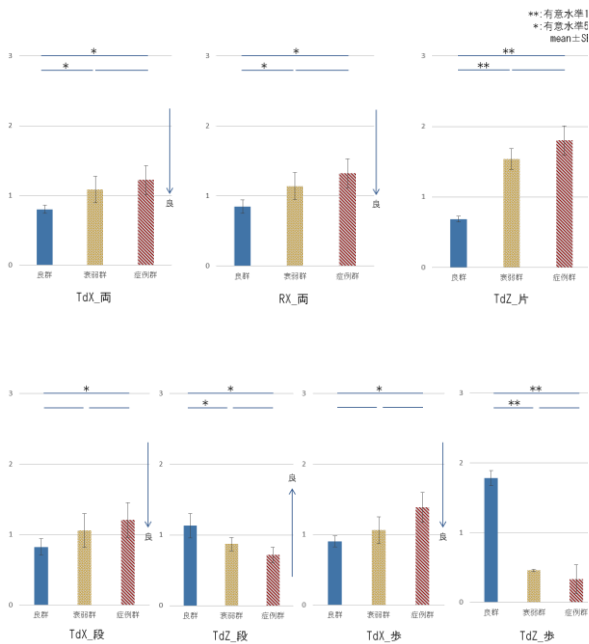 **:有意水準1
*:有意水準5
mean±SE
3
2
1
0
*
*
良
良群
衰弱群
症例群
TdX_両
3
2
1
0
*
*
良
良群
衰弱群
症例群
RX_両
3
2
1
0
**
**
良群
衰弱群
症例群
TdZ_片
3
2
1
0
*
良
良群
衰弱群
症例群
TdX_段
3
2
1
0
*
*
良
良群
衰弱群
症例群
TdZ_段
3
2
1
0
*
良
良群
衰弱群
症例群
TdX_歩
3
2
1
0
**
**
良群
衰弱群
症例群
TdZ_歩